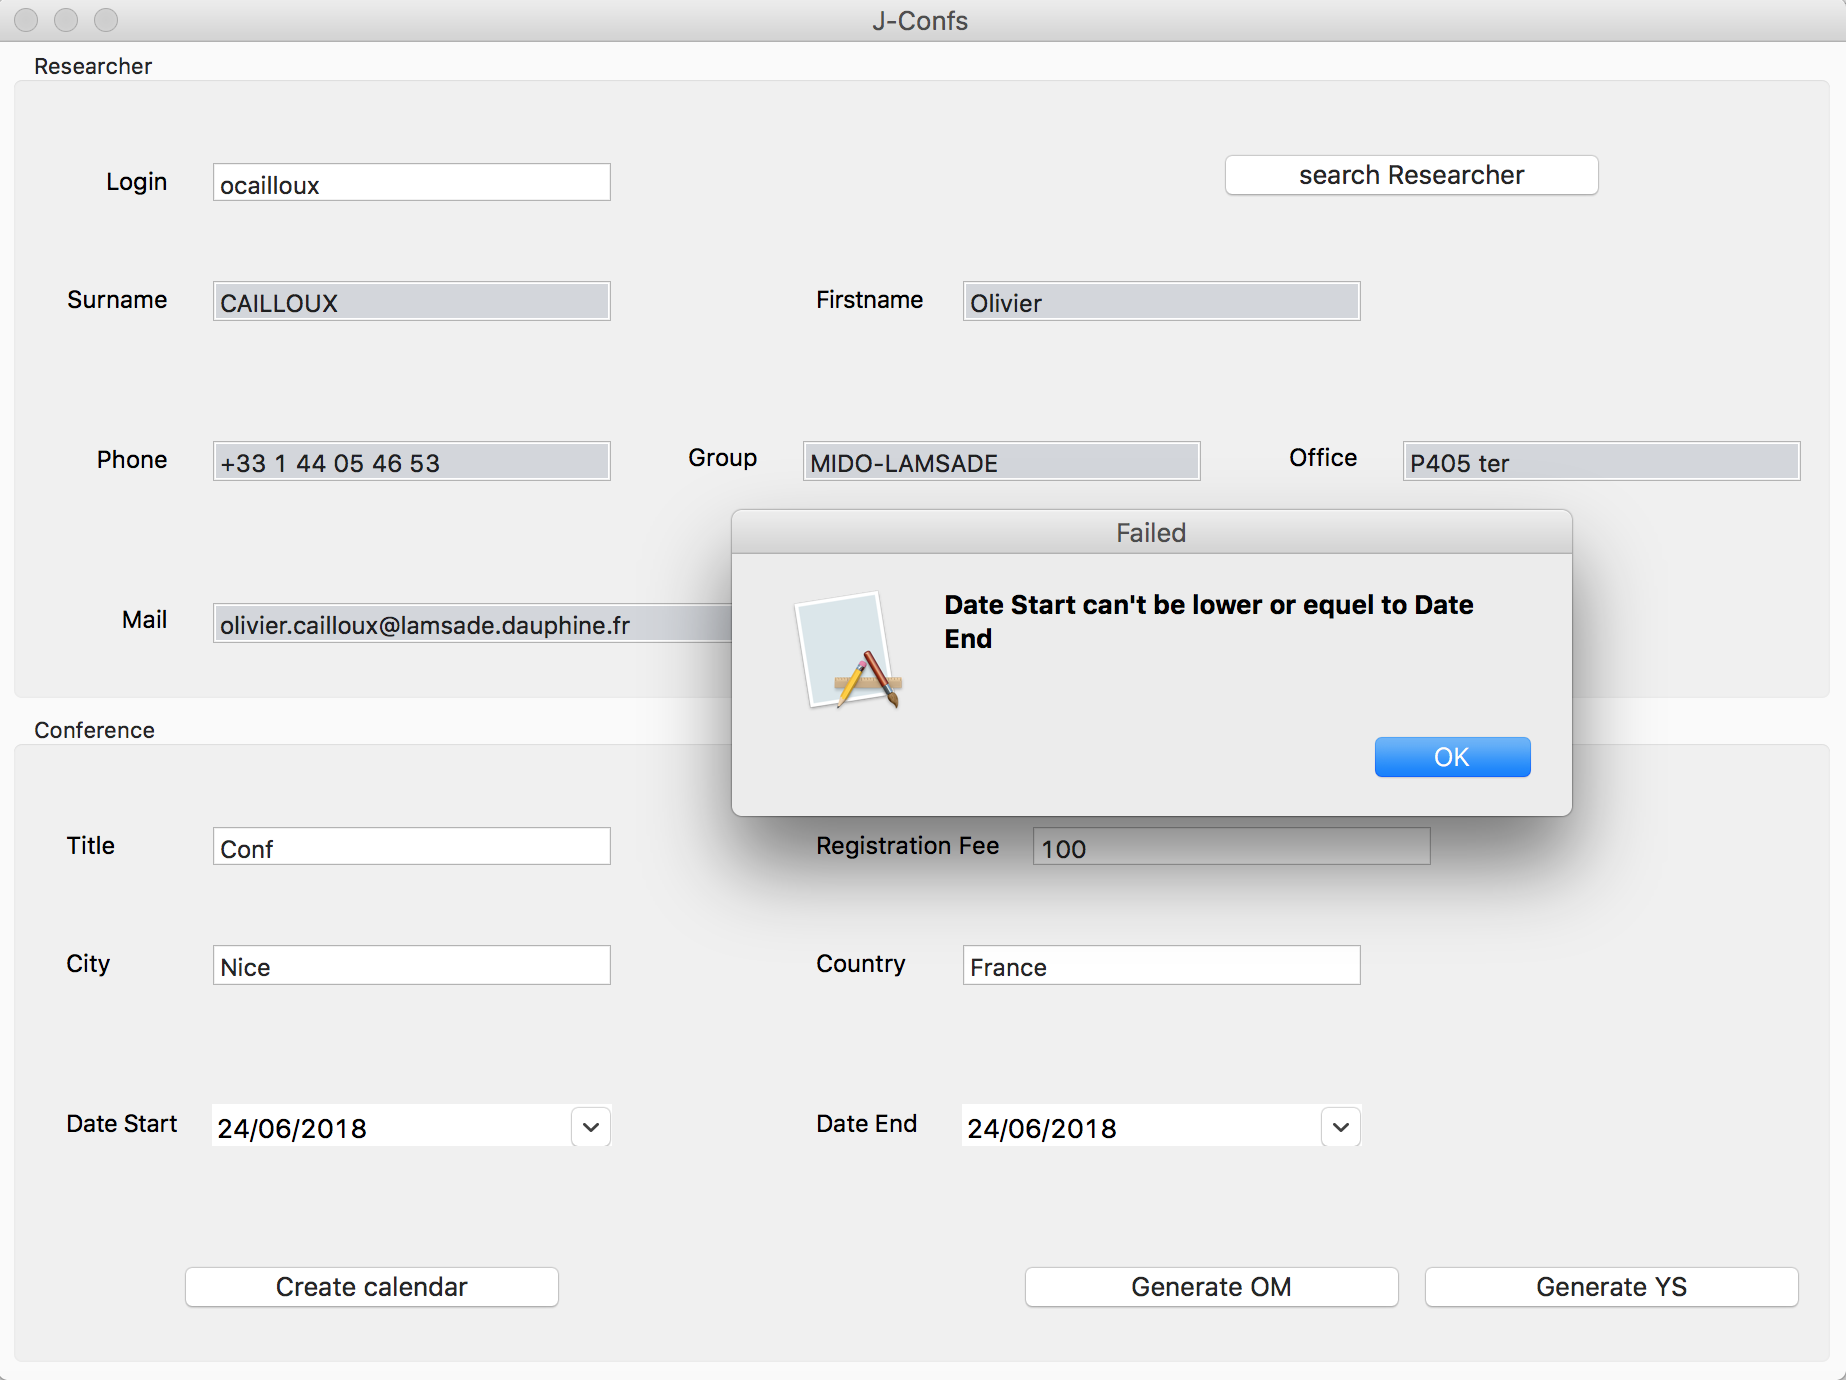 J-Confs
Researcher
Login
ocailloux
search Researcher
Surname
CAILLOUX
Firstname
Olivier
Phone
+33 1 44 05 46 53
Group
MIDO-LAMSADE
Office
P405 ter
Mail
olivier.cailloux@lamsade.dauphine.fr
Failed
Date Start can't be lower or equel to Date
End
OK
Conference
Title
Conf
Registration Fee
100
City
Nice
Country
France
Date Start
24/06/2018
Date End
24/06/2018
Create calendar
Generate OM
Generate YS